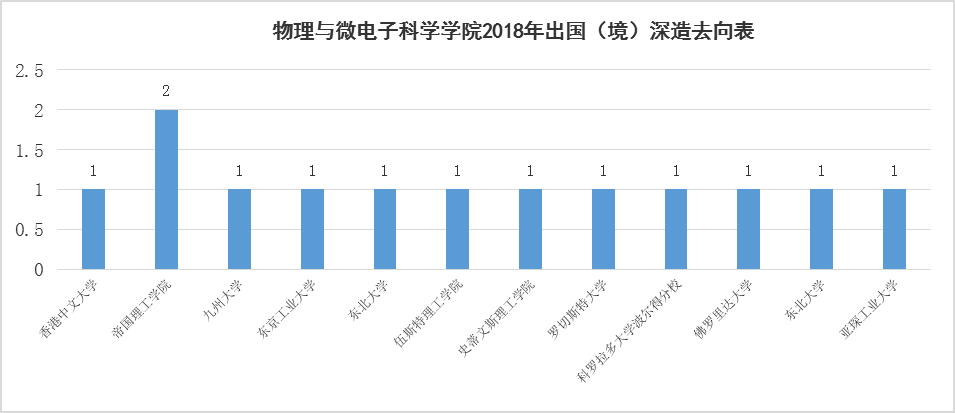 物理与微电子科学学院2018年出国（境）深造去向表
2.5
2
1.5
1
0.5
0
1
2
1
1
1
1
1
1
1
1
1
1
香港中文大学
帝国理工学院
九州大学
东京工业大学
东北大学
伍斯特理工学院
史蒂文斯理工学院
罗切斯特大学
科罗拉多大学波尔得分校
佛罗里达大学
东北大学
亚琛工业大学